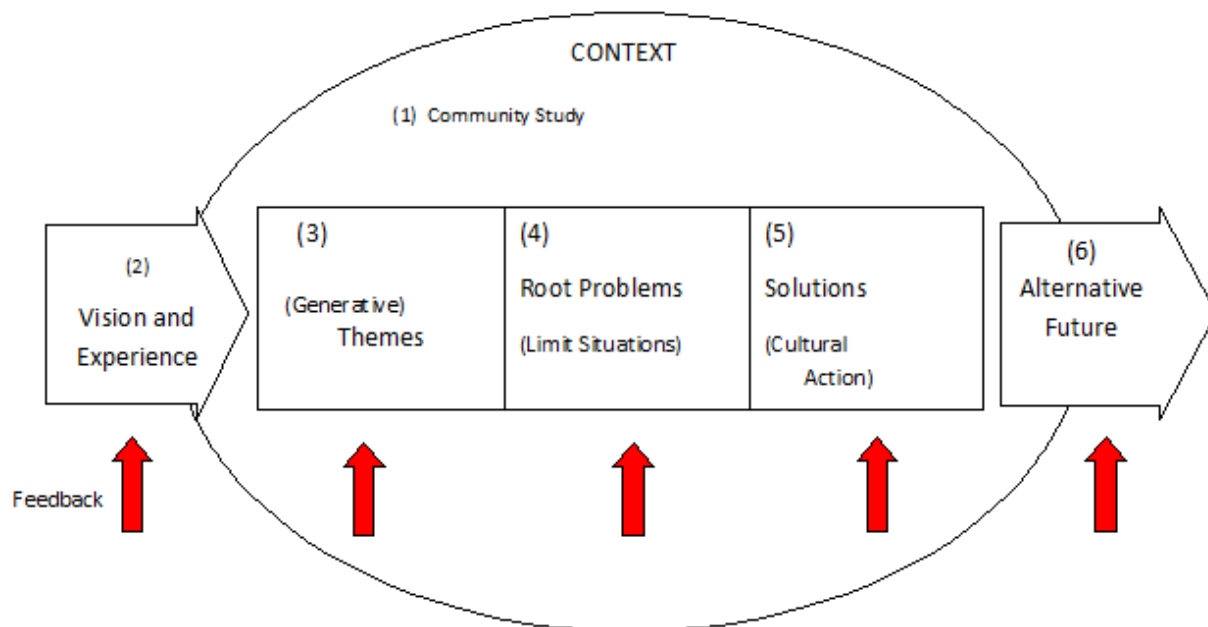 CONTEXT
(1) Community Study
(2)
Vision and
Experience
(3)
(Generative)
Themes
(4)
Root Problems
(Limit Situations)
(5)
Solutions
(Cultural
Action)
(6)
Alternative
Future
Feedback